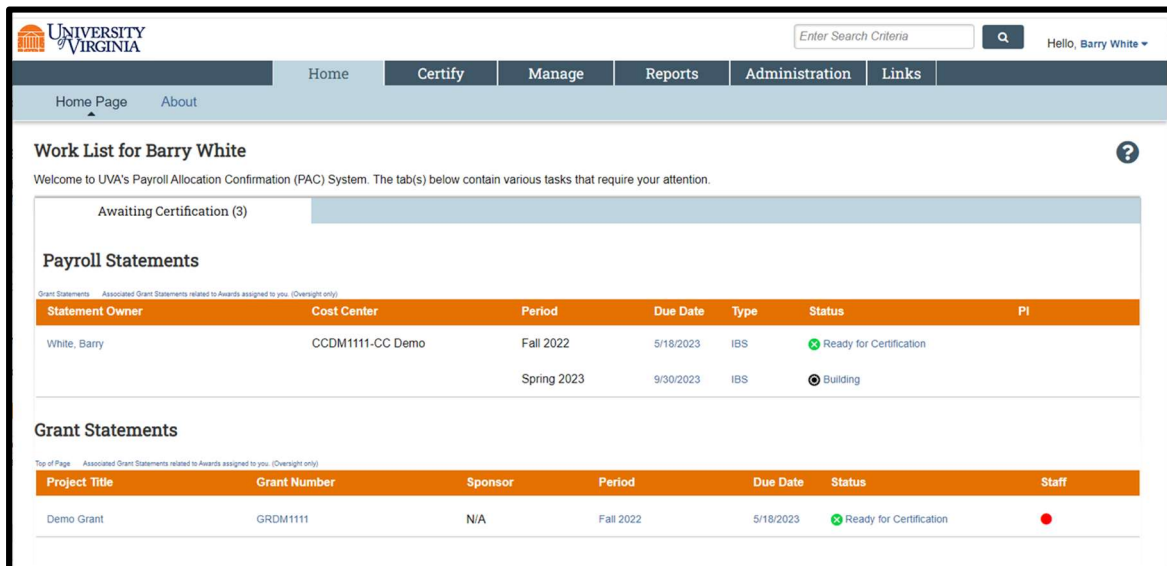 UNIVERSITY
of VIRGINIA
Enter Search Criteria
Hello, Barry White
Home Certify Manage Reports Administration Links
Home Page About
Work List for Barry White
?
Welcome to UVA's Payroll Allocation Confirmation (PAC) System. The tab(s) below contain various tasks that require your attention.
Awaiting Certification (3)
Payroll Statements
Grant Statements Associated Grant Statements related to Awards assigned to you. (Oversight only)
Statement Owner Cost Center Period Due Date Type Status PI
White, Barry CCDM1111-CC Demo Fall 2022 5/18/2023 IBS Ready for Certification
Spring 2023 9/30/2023 IBS Building
Grant Statements
Top of Page Associated Grant Statements related to Awards assigned to you. (Oversight only)
Project Title Grant Number Sponsor Period Due Date Status Staff
Demo Grant GRDM1111 N/A Fall 2022 5/18/2023 Ready for Certification